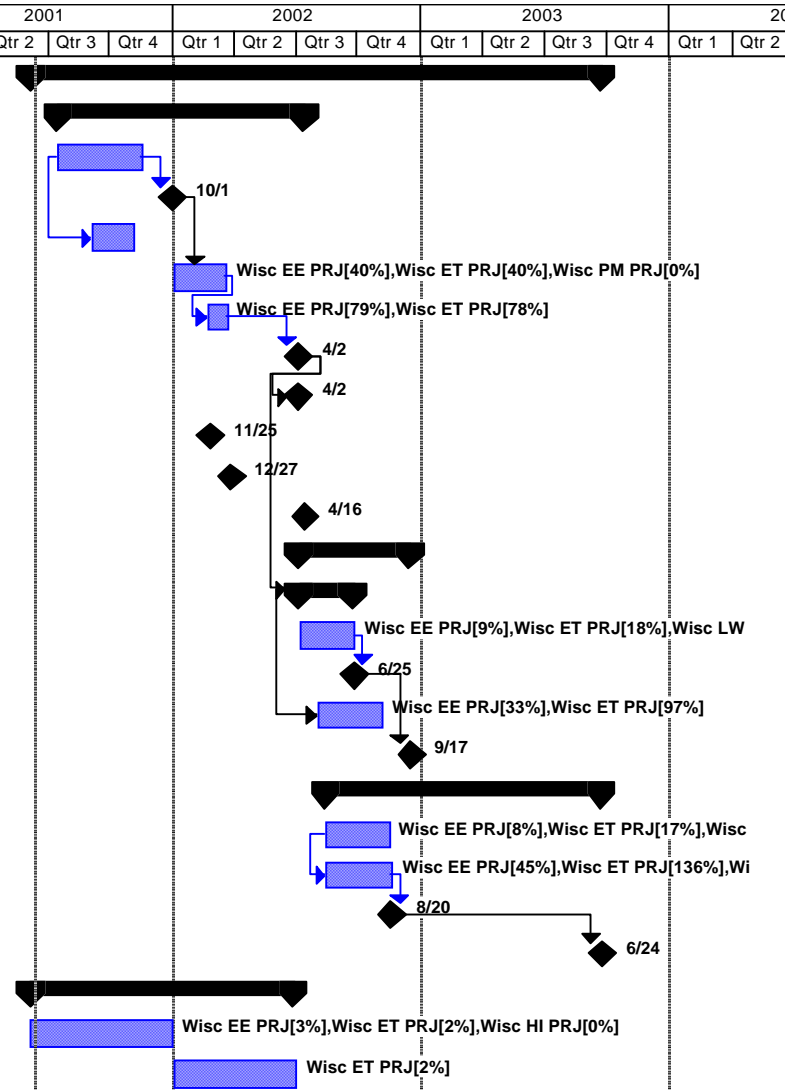 2001 2002 2003 20
Qtr 2 Qtr 3 Qtr 4 Qtr 1 Qtr 2 Qtr 3 Qtr 4 Qtr 1 Qtr 2 Qtr 3 Qtr 4 Qtr 1 Qtr 2
10/1
Wisc EE PRJ[40%],Wisc ET PRJ[40%],Wisc PM PRJ[0%]
Wisc EE PRJ[79%],Wisc ET PRJ[78%]
4/2
4/2
11/25
12/27
4/16
Wisc EE PRJ[9%],Wisc ET PRJ[18%],Wisc LW
6/25
Wisc EE PRJ[33%],Wisc ET PRJ[97%]
9/17
Wisc EE PRJ[8%],Wisc ET PRJ[17%],Wisc
Wisc EE PRJ[45%],Wisc ET PRJ[136%],Wi
8/20
6/24
Wisc EE PRJ[3%],Wisc ET PRJ[2%],Wisc HI PRJ[0%]
Wisc ET PRJ[2%]